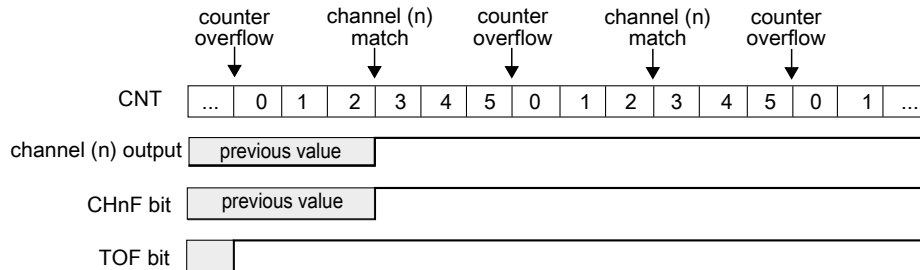 counter overflow
channel (n) match
counter overflow
channel (n) match
counter overflow
CNT ... 0 1 2 3 4 5 0 1 2 3 4 5 0 1 ...
channel (n) output previous value
CHnF bit previous value
TOF bit